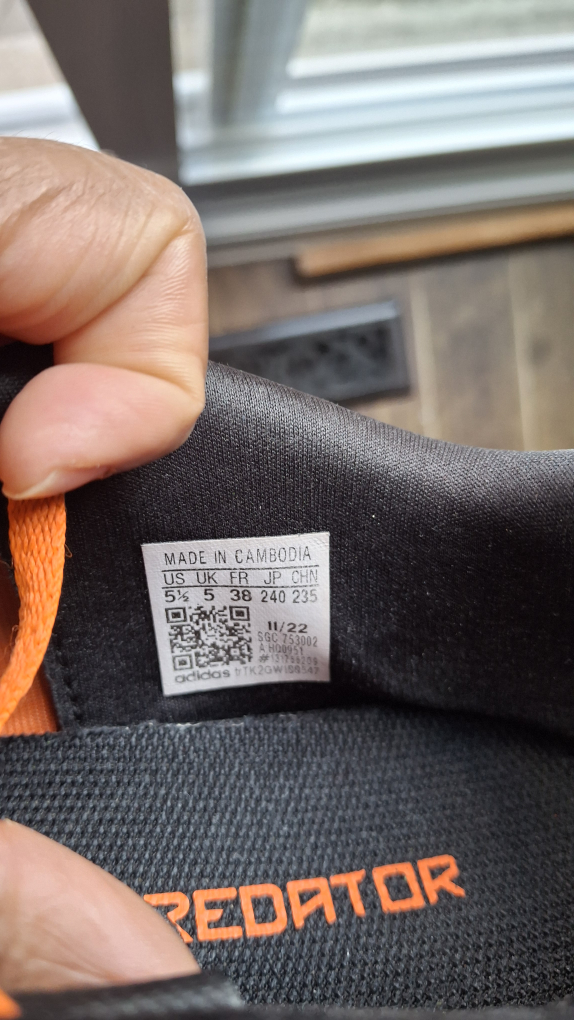 MADE IN CAMBODIA
US UK FR JP CHN
5½ 5 38 240 235
11/22
SGC 753002
adidas
REDATOR